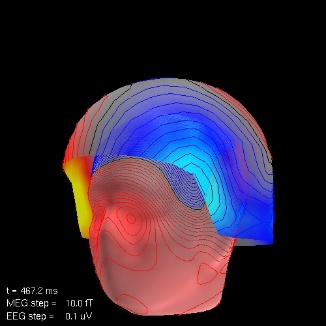 t = 467.2 ms
MEG step = 10.0 fT
EEG step = 0.1 uV